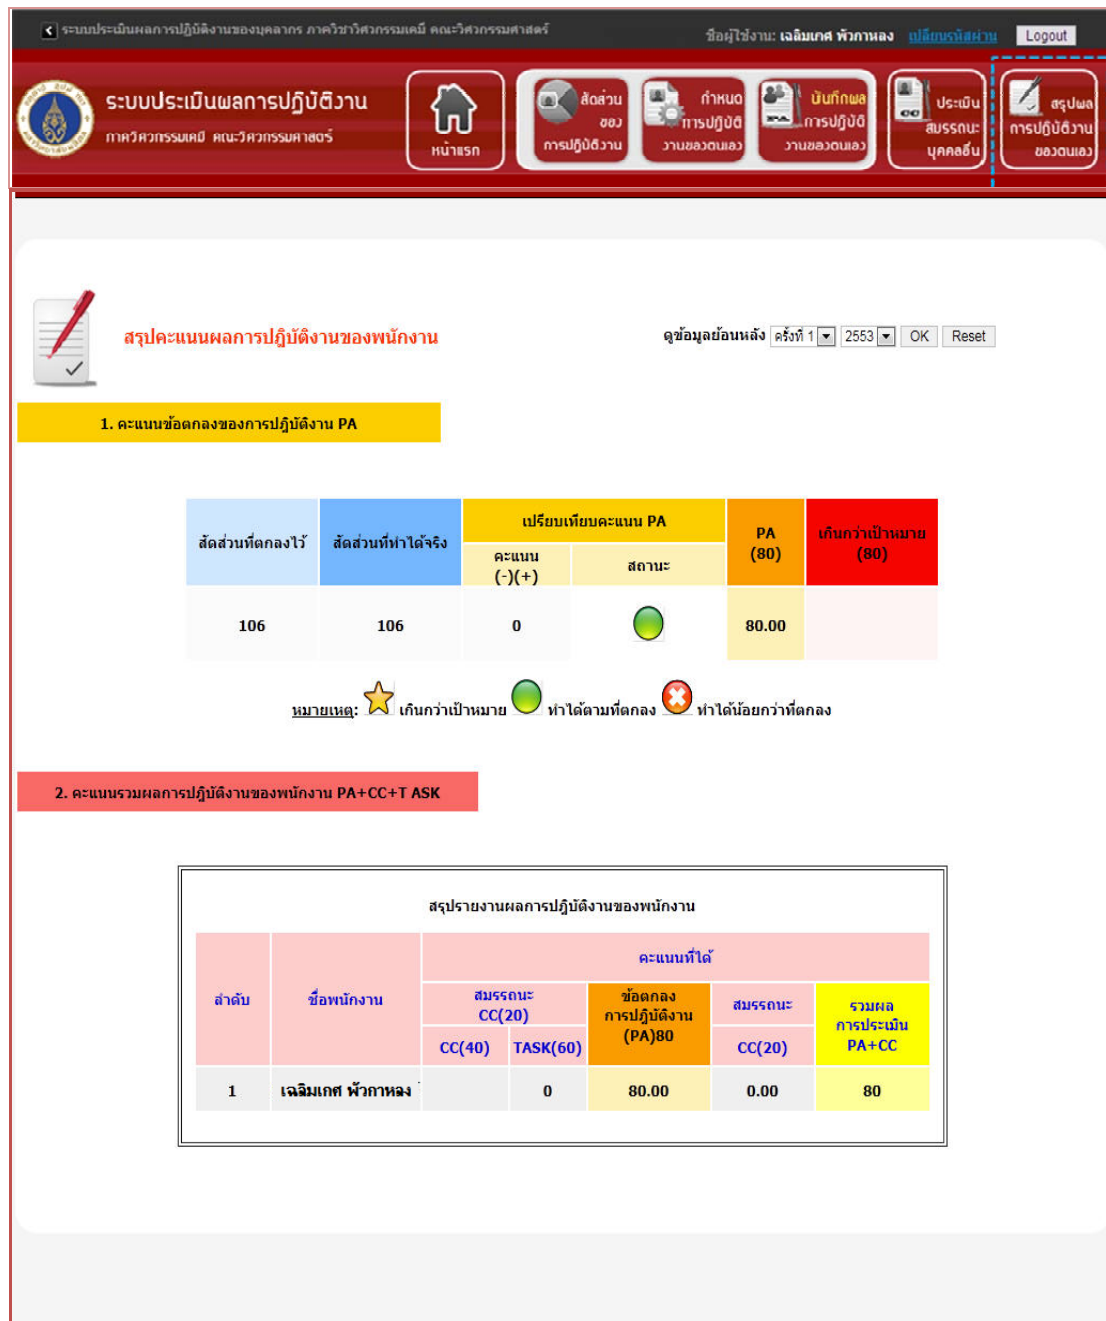 ระบบประเมินผลการปฏิบัติงานของบุคลากร ภาควิชาวิศวกรรมเคมี คณะวิศวกรรมศาสตร์
ชื่อผู้ใช้งาน: เฉลิมเกศ พัวกาหลง เปลี่ยนรหัสผ่าน Logout
ระบบประเมินผลการปฏิบัติงาน
ภาควิศวกรรมเคมี คณะวิศวกรรมศาสตร์
หน้าแรก
สัดส่วน
ของ
การปฏิบัติงาน
กำหนด
การปฏิบัติ
งานของตนเอง
บันทึกผล
การปฏิบัติ
งานของตนเอง
ประเมิน
สมรรถนะ
บุคคลอื่น
สรุปผล
การปฏิบัติงาน
ของตนเอง
สรุปคะแนนผลการปฏิบัติงานของพนักงาน
ดูข้อมูลย้อนหลัง ครั้งที่ 1 2553 OK Reset
1. คะแนนข้อตกลงของการปฏิบัติงาน PA
สัดส่วนที่ตกลงไว้ สัดส่วนที่ทำได้จริง เปรียบเทียบคะแนน PA PA (80) เกินกว่าเป้าหมาย (80)
คะแนน (-)(+) สถานะ
106 106 0 80.00
หมายเหตุ: เกินกว่าเป้าหมาย ทำได้ตามที่ตกลง ทำได้น้อยกว่าที่ตกลง
2. คะแนนรวมผลการปฏิบัติงานของพนักงาน PA+CC+T ASK
สรุปรายงานผลการปฏิบัติงานของพนักงาน
คะแนนที่ได้
ลำดับ ชื่อพนักงาน สมรรถนะ CC(20) ข้อตกลง การปฏิบัติงาน (PA)80 สมรรถนะ รวมผล การประเมิน PA+CC
CC(40) TASK(60) CC(20)
1 เฉลิมเกศ พัวกาหลง 0 80.00 0.00 80